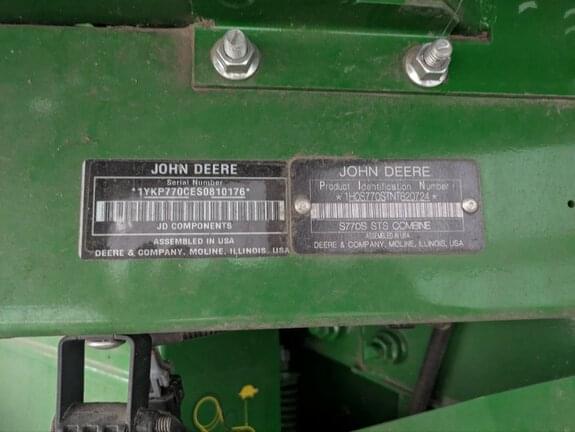 JOHN DEERE
Serial Number
*1YKP770CES0810176*
JD COMPONENTS
ASSEMBLED IN USA
DEERE & COMPANY, MOLINE, ILLINOIS, USA
JOHN DEERE
Product Identification Number
*1H0S770STNT820724*
S770S STS COMBINE
ASSEMBLED IN USA
DEERE & COMPANY, MOLINE, ILLINOIS, USA